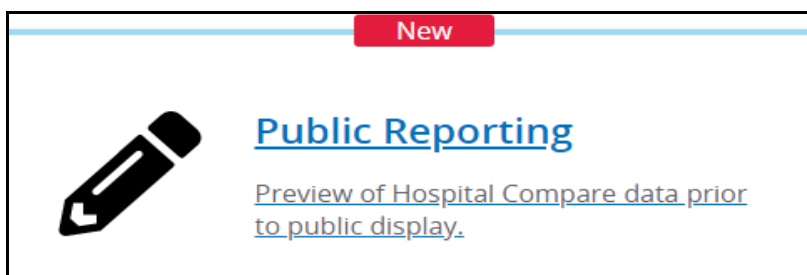 New
Public Reporting
Preview of Hospital Compare data prior
to public display.